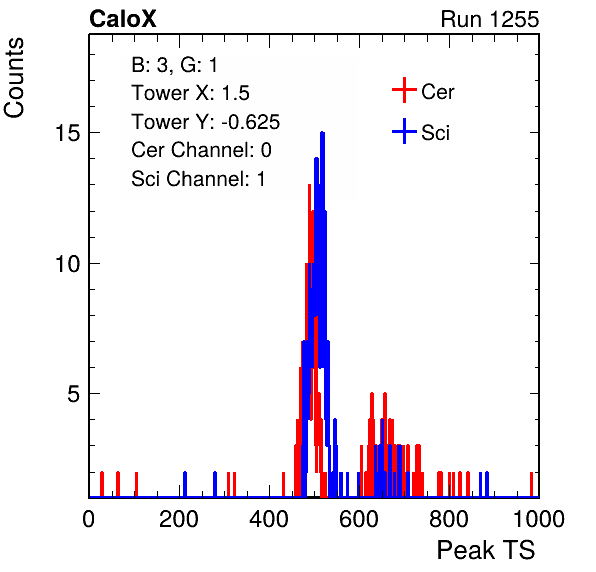 CaloX Run 1255
Counts
B: 3, G: 1
Tower X: 1.5
Tower Y: -0.625
Cer Channel: 0
Sci Channel: 1
Cer
Sci
15
10
5
0 200 400 600 800 1000
Peak TS